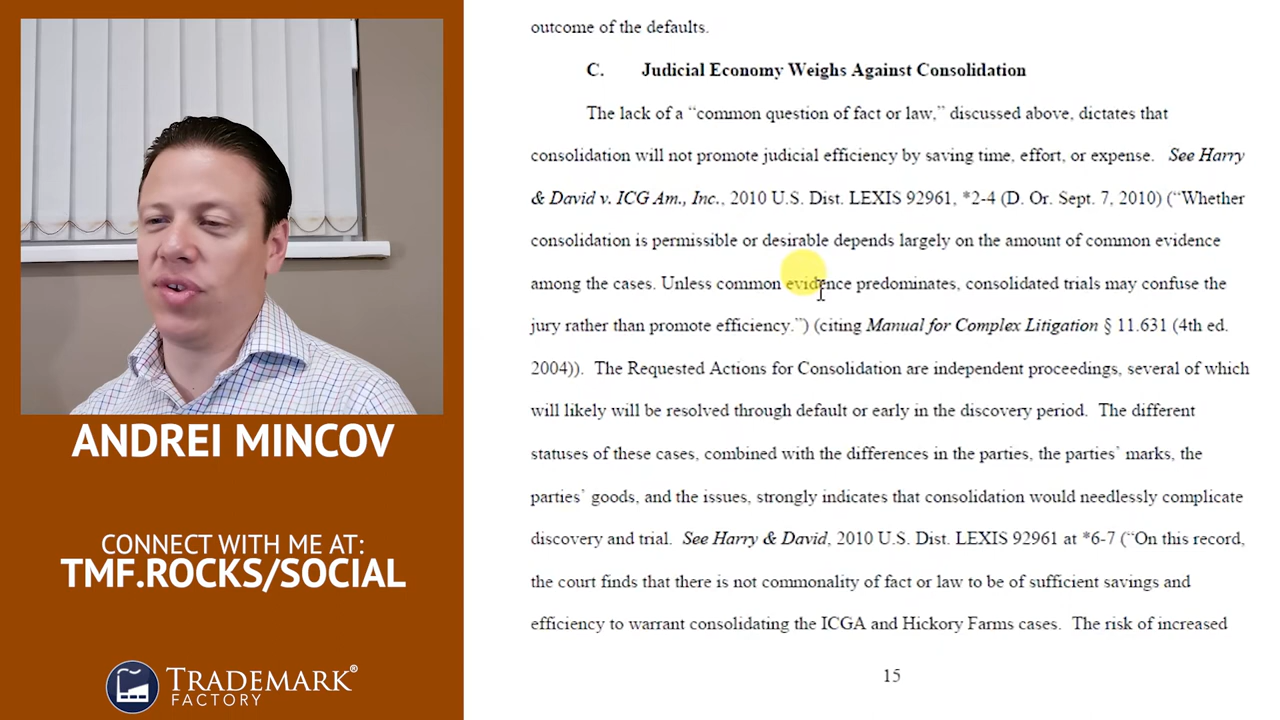 outcome of the defaults.
C. Judicial Economy Weighs Against Consolidation
The lack of a “common question of fact or law,” discussed above, dictates that
consolidation will not promote judicial efficiency by saving time, effort, or expense. See Harry
& David v. ICG Am., Inc., 2010 U.S. Dist. LEXIS 92961, *2-4 (D. Or. Sept. 7, 2010) (“Whether
consolidation is permissible or desirable depends largely on the amount of common evidence
among the cases. Unless common evidence predominates, consolidated trials may confuse the
jury rather than promote efficiency.”) (citing Manual for Complex Litigation § 11.631 (4th ed.
2004)). The Requested Actions for Consolidation are independent proceedings, several of which
will likely will be resolved through default or early in the discovery period. The different
statuses of these cases, combined with the differences in the parties, the parties’ marks, the
parties’ goods, and the issues, strongly indicates that consolidation would needlessly complicate
discovery and trial. See Harry & David, 2010 U.S. Dist. LEXIS 92961 at *6-7 (“On this record,
the court finds that there is not commonality of fact or law to be of sufficient savings and
efficiency to warrant consolidating the ICGA and Hickory Farms cases. The risk of increased
15
ANDREI MINCOV
CONNECT WITH ME AT:
TMF.ROCKS/SOCIAL
TRADEMARK®
FACTORY